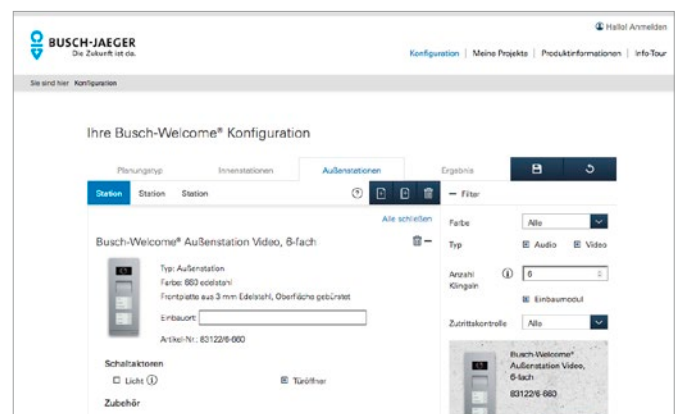 Hallo! Anmelden
BUSCH-JAEGER
Die Zukunft ist da.
Konfiguration | Meine Projekte | Produktinformationen | Info-Tour
Sie sind hier Konfiguration
Ihre Busch-Welcome® Konfiguration
Planungstyp Innenstationen Außenstationen Ergebnis
Station Station Station
Filter
Alle schließen
Farbe Alle
Busch-Welcome® Außenstation Video, 6-fach
Typ Audio Video
Typ: Außenstation
Farbe: 660 edelstahl
Frontplatte aus 3 mm Edelstahl, Oberfläche gebürstet
Anzahl Klingeln 6
Einbaumodul
Einbauort:
Zutrittskontrolle Alle
Artikel-Nr.: 83122/6-660
Schaltaktoren
Licht Türöffner
Zubehör
Busch-Welcome®
Außenstation Video,
6-fach
83122/6-660